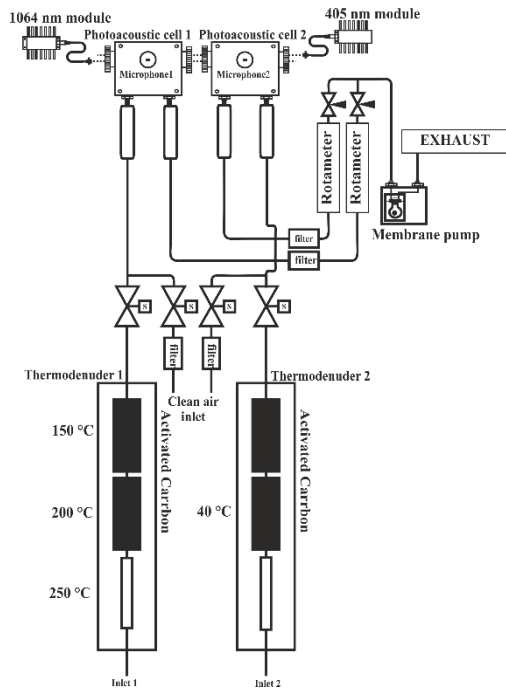 1064 nm module
405 nm module
Photoacoustic cell 1
Photoacoustic cell 2
Microphone1
Microphone2
Rotameter
Rotameter
EXHAUST
Membrane pump
filter
filter
S
S
S
S
filter
filter
Thermodenuder 1
Thermodenuder 2
Clean air
inlet
150 °C
200 °C
250 °C
Activated Carrbon
40 °C
Activated Carrbon
Inlet 1
Inlet 2